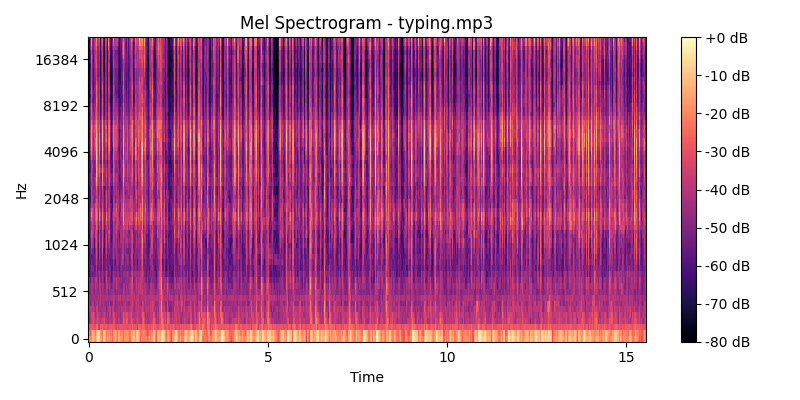 Mel Spectrogram - typing.mp3
Hz
16384
8192
4096
2048
1024
512
0
0 5 10 15
Time
+0 dB
-10 dB
-20 dB
-30 dB
-40 dB
-50 dB
-60 dB
-70 dB
-80 dB